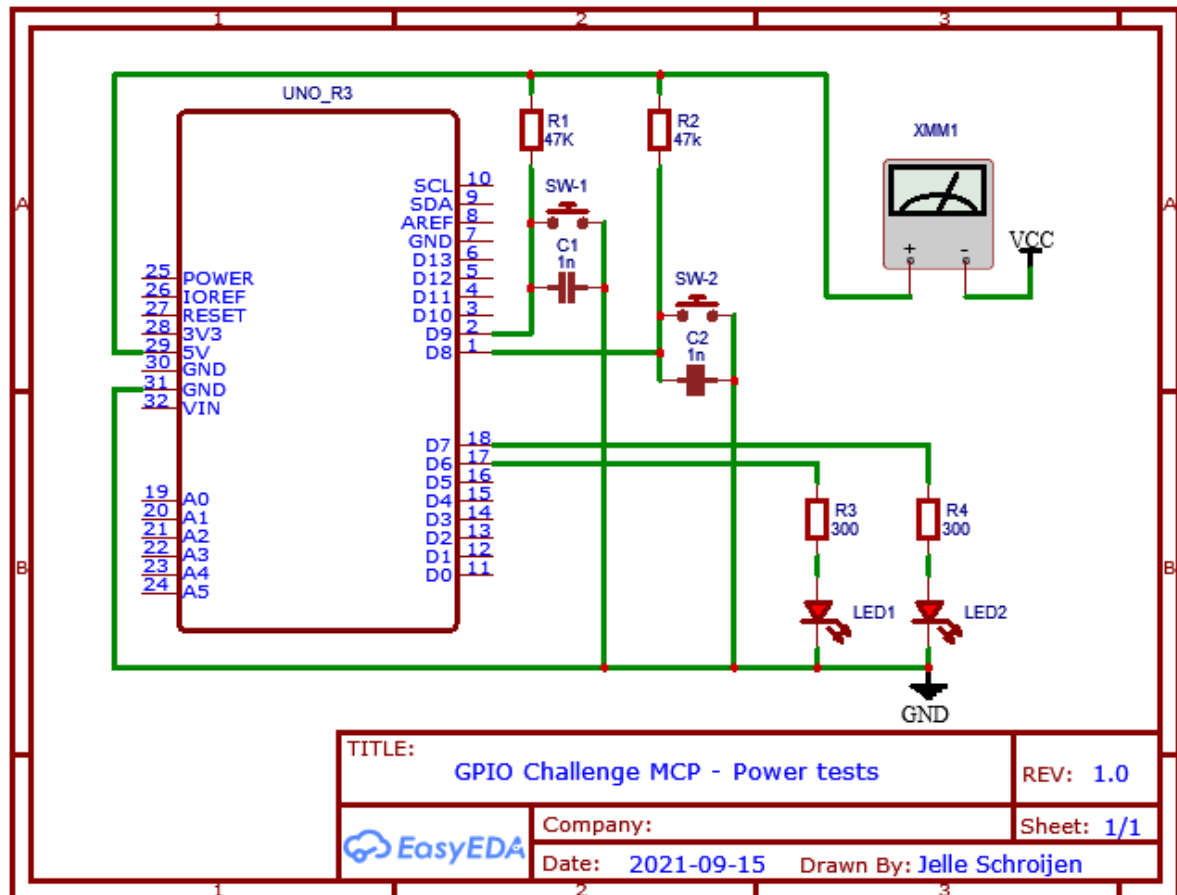 1 2 3
A A
B B
UNO_R3
SCL 10
SDA 9
AREF 8
GND 7
D13 6
D12 5
D11 4
D10 3
D9 2
D8 1
D7 18
D6 17
D5 16
D4 15
D3 14
D2 13
D1 12
D0 11
25 POWER
26 IOREF
27 RESET
28 3V3
29 5V
30 GND
31 GND
32 VIN
19 A0
20 A1
21 A2
22 A3
23 A4
24 A5
R1
47K
R2
47k
SW-1
C1
1n
SW-2
C2
1n
XMM1
+ -
VCC
R3
300
R4
300
LED1
LED2
GND
TITLE:
GPIO Challenge MCP - Power tests
REV: 1.0
EasyEDA
Company:
Sheet: 1/1
Date: 2021-09-15 Drawn By: Jelle Schroijen
1 2 3